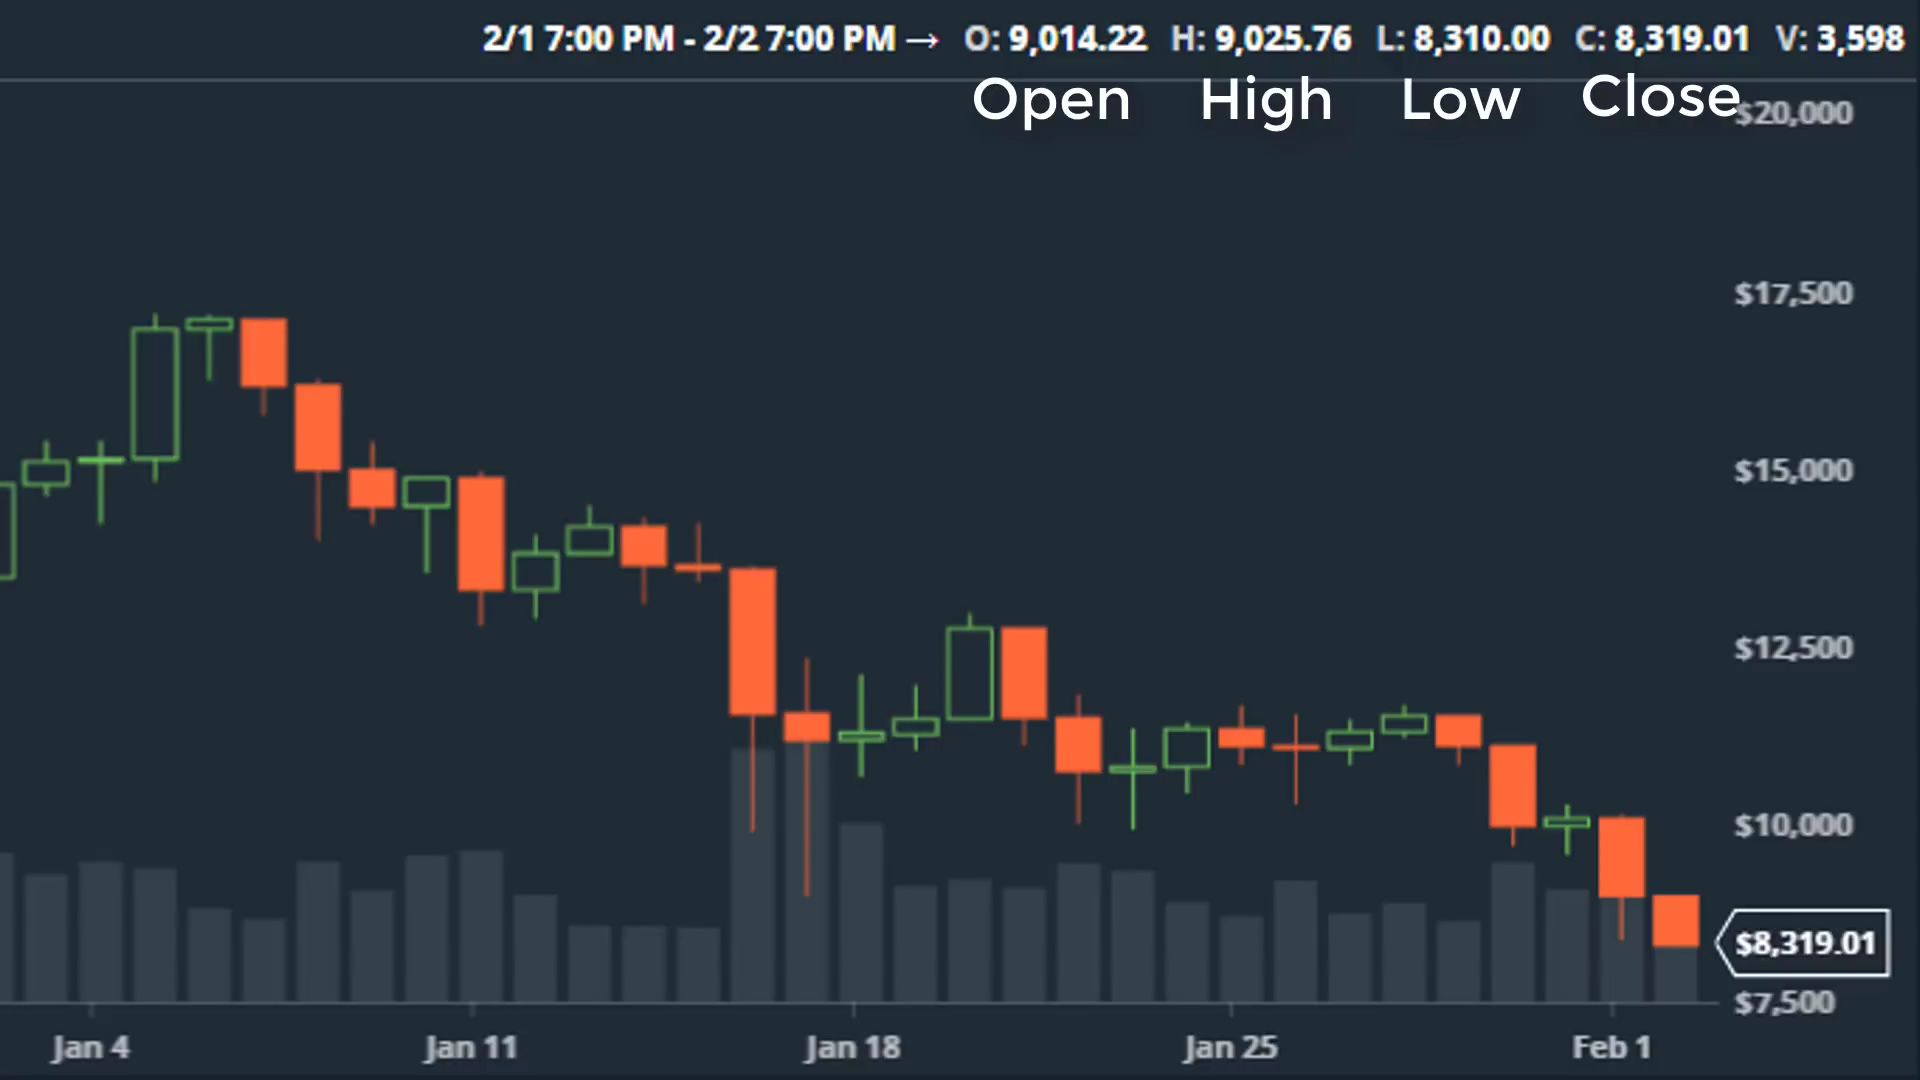 2/1 7:00 PM - 2/2 7:00 PM → O: 9,014.22 H: 9,025.76 L: 8,310.00 C: 8,319.01 V: 3,598
Open High Low Close
$20,000
$17,500
$15,000
$12,500
$10,000
$8,319.01
$7,500
Jan 4 Jan 11 Jan 18 Jan 25 Feb 1